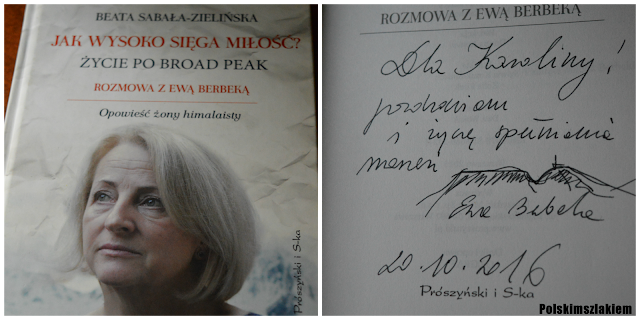 BEATA SABAŁA-ZIELIŃSKA
JAK WYSOKO SIĘGA MIŁOŚĆ?
ŻYCIE PO BROAD PEAK
ROZMOWA Z EWĄ BERBEKĄ
Opowieść żony himalaisty
Prószyński i S-ka
ROZMOWA Z EWĄ BERBEKĄ
Dla Karoliny!
pozdrawiam
i życzę spełnienia
marzeń
Ewa Berbeka
20.10.2016
Prószyński i S-ka
Polskimszlakiem